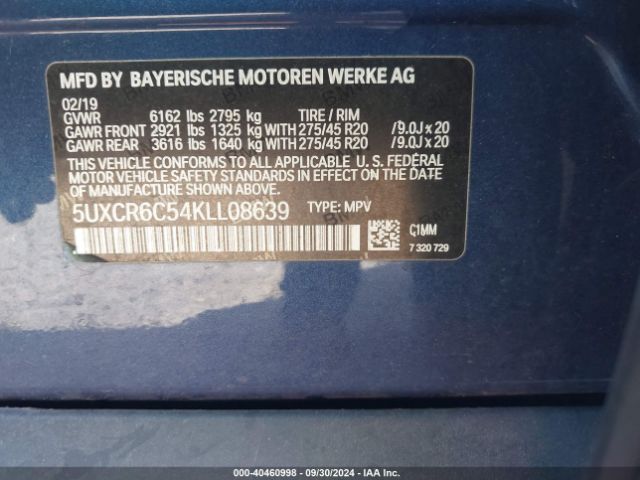 MFD BY BAYERISCHE MOTOREN WERKE AG
02/19
GVWR 6162 lbs 2795 kg TIRE / RIM
GAWR FRONT 2921 lbs 1325 kg WITH 275/45 R20 /9.0J x 20
GAWR REAR 3616 lbs 1640 kg WITH 275/45 R20 /9.0J x 20
THIS VEHICLE CONFORMS TO ALL APPLICABLE U. S. FEDERAL
MOTOR VEHICLE SAFETY STANDARDS IN EFFECT ON THE
DATE OF MANUFACTURE SHOWN ABOVE.
5UXCR6C54KLL08639 TYPE: MPV
C1MM
7 320 729
000-40460998 / 09/30/2024 / IAA Inc.